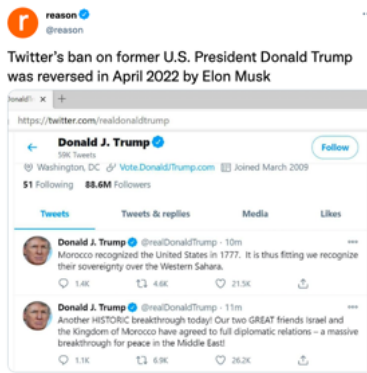 reason
@reason
Twitter's ban on former U.S. President Donald Trump
was reversed in April 2022 by Elon Musk
https://twitter.com/realdonaldtrump
Donald J. Trump
59K Tweets
Follow
Washington, DC Vote.DonaldJTrump.com Joined March 2009
51 Following 88.6M Followers
Tweets Tweets & replies Media Likes
Donald J. Trump @realDonaldTrump · 10m
Morocco recognized the United States in 1777. It is thus fitting we recognize
their sovereignty over the Western Sahara.
1.4K 4.6K 21.5K
Donald J. Trump @realDonaldTrump · 11m
Another HISTORIC breakthrough today! Our two GREAT friends Israel and
the Kingdom of Morocco have agreed to full diplomatic relations – a massive
breakthrough for peace in the Middle East!
1.1K 6.9K 26.2K